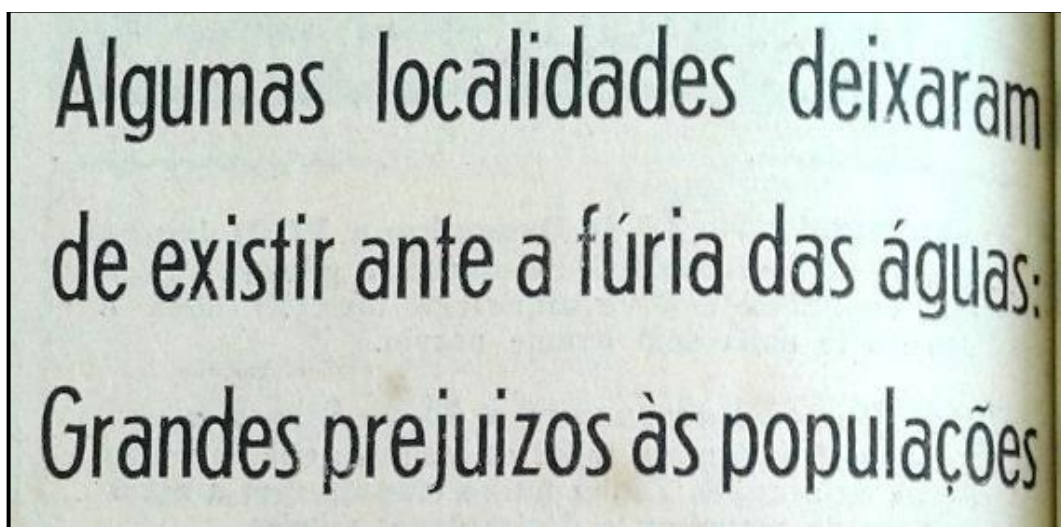 Algumas localidades deixaram
de existir ante a fúria das águas:
Grandes prejuizos às populações